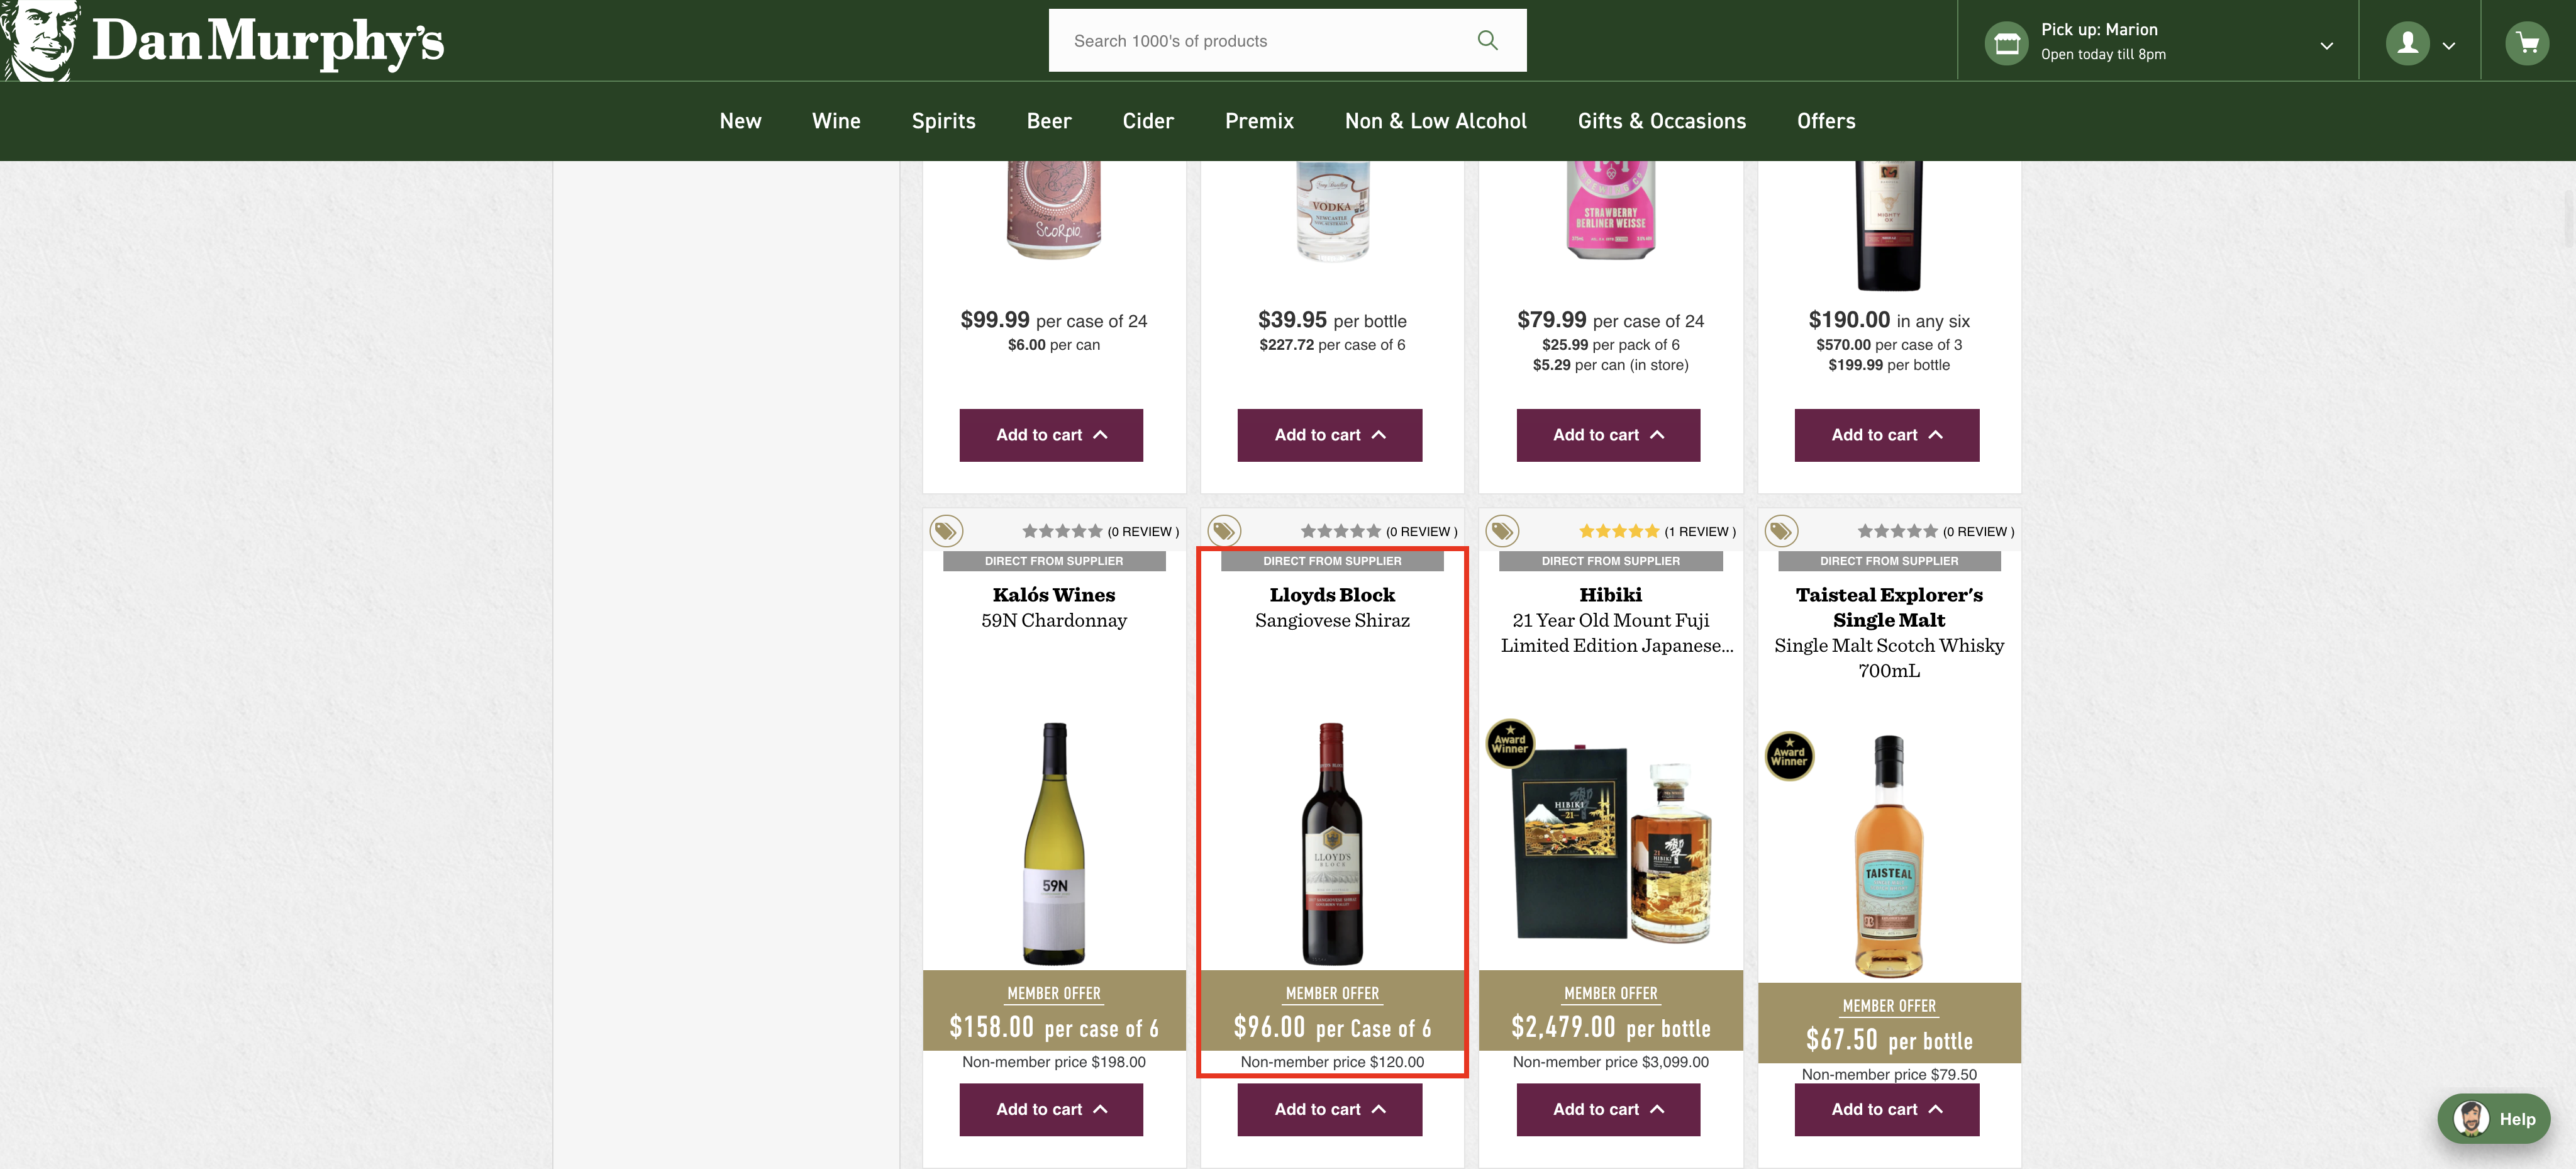 Dan Murphy's
Search 1000's of products
Pick up: Marion
Open today till 8pm
New Wine Spirits Beer Cider Premix Non & Low Alcohol Gifts & Occasions Offers
Scorpio
VODKA
NEWCASTLE
STRAWBERRY
BERLINER WEISSE
MIGHTY
OX
$99.99 per case of 24
$6.00 per can
Add to cart
$39.95 per bottle
$227.72 per case of 6
Add to cart
$79.99 per case of 24
$25.99 per pack of 6
$5.29 per can (in store)
Add to cart
$190.00 in any six
$570.00 per case of 3
$199.99 per bottle
Add to cart
(0 REVIEW )
DIRECT FROM SUPPLIER
Kalós Wines
59N Chardonnay
59N
MEMBER OFFER
$158.00 per case of 6
Non-member price $198.00
Add to cart
(0 REVIEW )
DIRECT FROM SUPPLIER
Lloyds Block
Sangiovese Shiraz
LLOYD'S
BLOCK
MEMBER OFFER
$96.00 per Case of 6
Non-member price $120.00
Add to cart
(1 REVIEW )
DIRECT FROM SUPPLIER
Hibiki
21 Year Old Mount Fuji
Limited Edition Japanese...
Award
Winner
HIBIKI
21
21
HIBIKI
MEMBER OFFER
$2,479.00 per bottle
Non-member price $3,099.00
Add to cart
(0 REVIEW )
DIRECT FROM SUPPLIER
Taisteal Explorer's
Single Malt
Single Malt Scotch Whisky
700mL
Award
Winner
TAISTEAL
MEMBER OFFER
$67.50 per bottle
Non-member price $79.50
Add to cart
Help